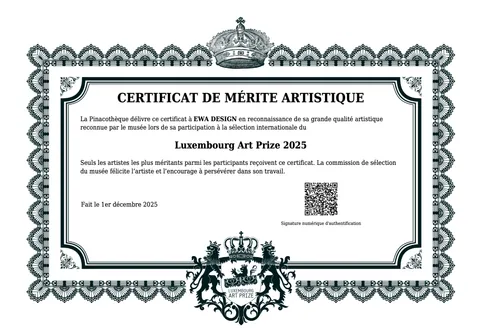 CERTIFICAT DE MÉRITE ARTISTIQUE
La Pinacothèque délivre ce certificat à EWA DESIGN en reconnaissance de sa grande qualité artistique
reconnue par le musée lors de sa participation à la sélection internationale du
Luxembourg Art Prize 2025
Seuls les artistes les plus méritants parmi les participants reçoivent ce certificat. La commission de sélection
du musée félicite l'artiste et l'encourage à persévérer dans son travail.
Fait le 1er décembre 2025
Signature numérique d'authentification
LUXEMBOURG
ART PRIZE